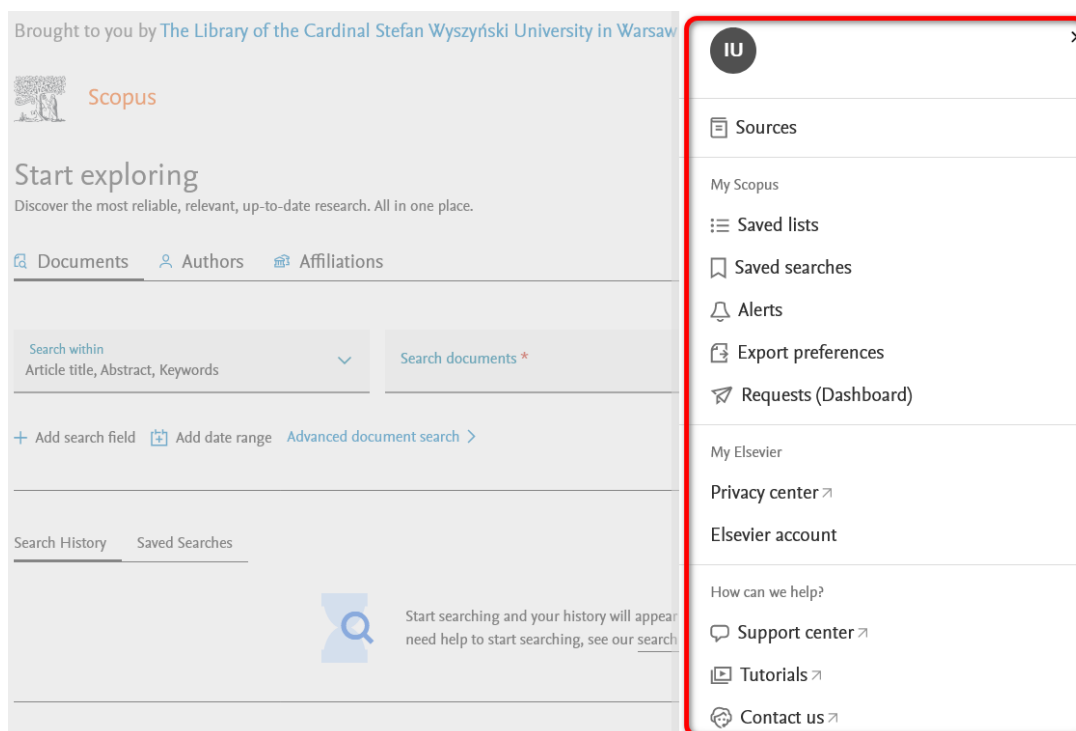 Brought to you by The Library of the Cardinal Stefan Wyszyński University in Warsaw
Scopus
Start exploring
Discover the most reliable, relevant, up-to-date research. All in one place.
Documents Authors Affiliations
Search within
Article title, Abstract, Keywords
Search documents *
+ Add search field Add date range Advanced document search >
Search History Saved Searches
Start searching and your history will appear
need help to start searching, see our search
IU
Sources
My Scopus
Saved lists
Saved searches
Alerts
Export preferences
Requests (Dashboard)
My Elsevier
Privacy center
Elsevier account
How can we help?
Support center
Tutorials
Contact us